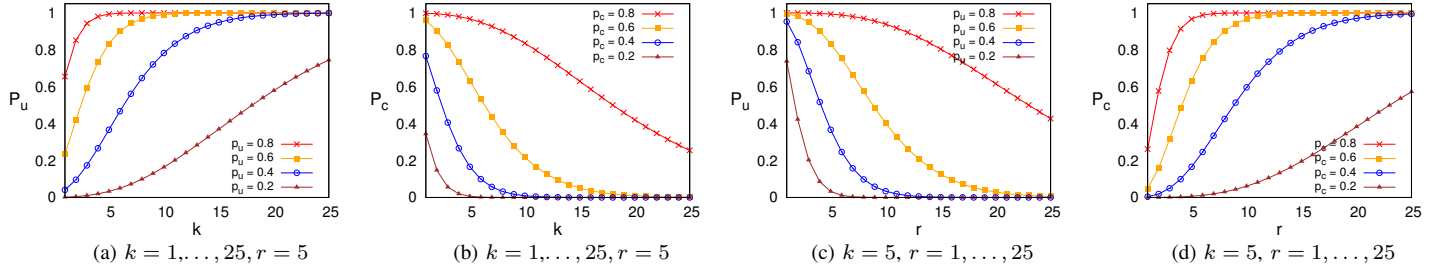 1
0.8
0.6
0.4
0.2
0
P_u
5 10 15 20 25
k
p_u = 0.8
p_u = 0.6
p_u = 0.4
p_u = 0.2
(a) k = 1,...,25, r = 5
1
0.8
0.6
0.4
0.2
0
P_c
5 10 15 20 25
k
p_c = 0.8
p_c = 0.6
p_c = 0.4
p_c = 0.2
(b) k = 1,...,25, r = 5
1
0.8
0.6
0.4
0.2
0
P_u
5 10 15 20 25
r
p_u = 0.8
p_u = 0.6
p_u = 0.4
p_u = 0.2
(c) k = 5, r = 1,...,25
1
0.8
0.6
0.4
0.2
0
P_c
5 10 15 20 25
r
p_c = 0.8
p_c = 0.6
p_c = 0.4
p_c = 0.2
(d) k = 5, r = 1,...,25